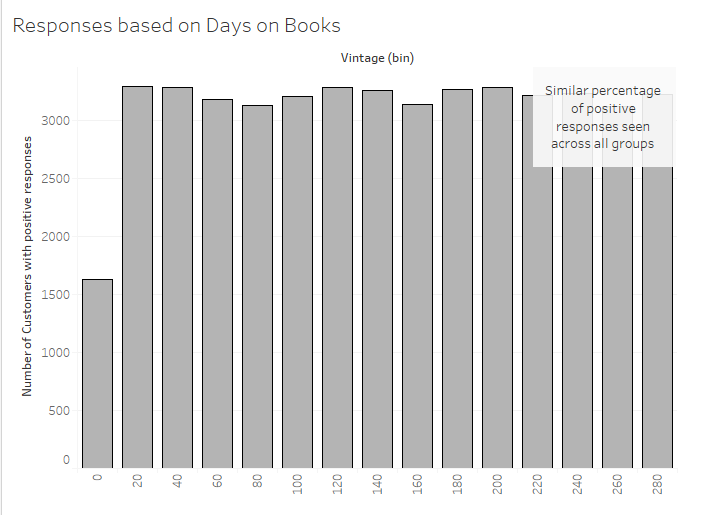 Responses based on Days on Books
Vintage (bin)
Similar percentage
of positive
responses seen
across all groups
Number of Customers with positive responses
3000
2500
2000
1500
1000
500
0
0 20 40 60 80 100 120 140 160 180 200 220 240 260 280